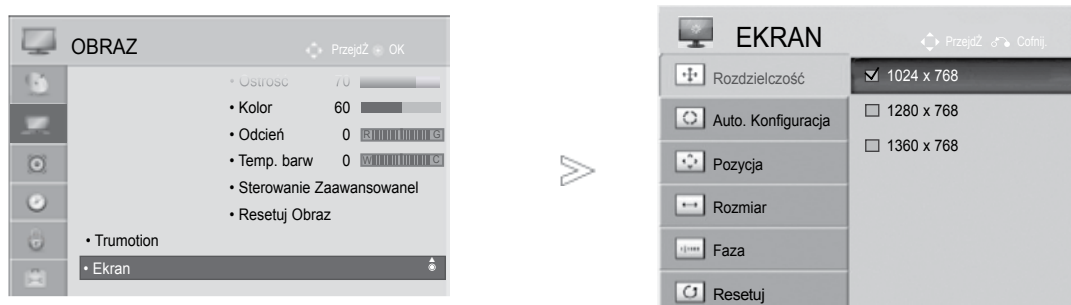 OBRAZ
PrzejdŹ OK
• Ostrość 70
• Kolor 60
• Odcień 0 R G
• Temp. barw 0 W C
• Sterowanie Zaawansowanel
• Resetuj Obraz
• Trumotion
• Ekran
EKRAN
PrzejdŹ Cofnij.
Rozdzielczość
Auto. Konfiguracja
Pozycja
Rozmiar
Faza
Resetuj
1024 x 768
1280 x 768
1360 x 768